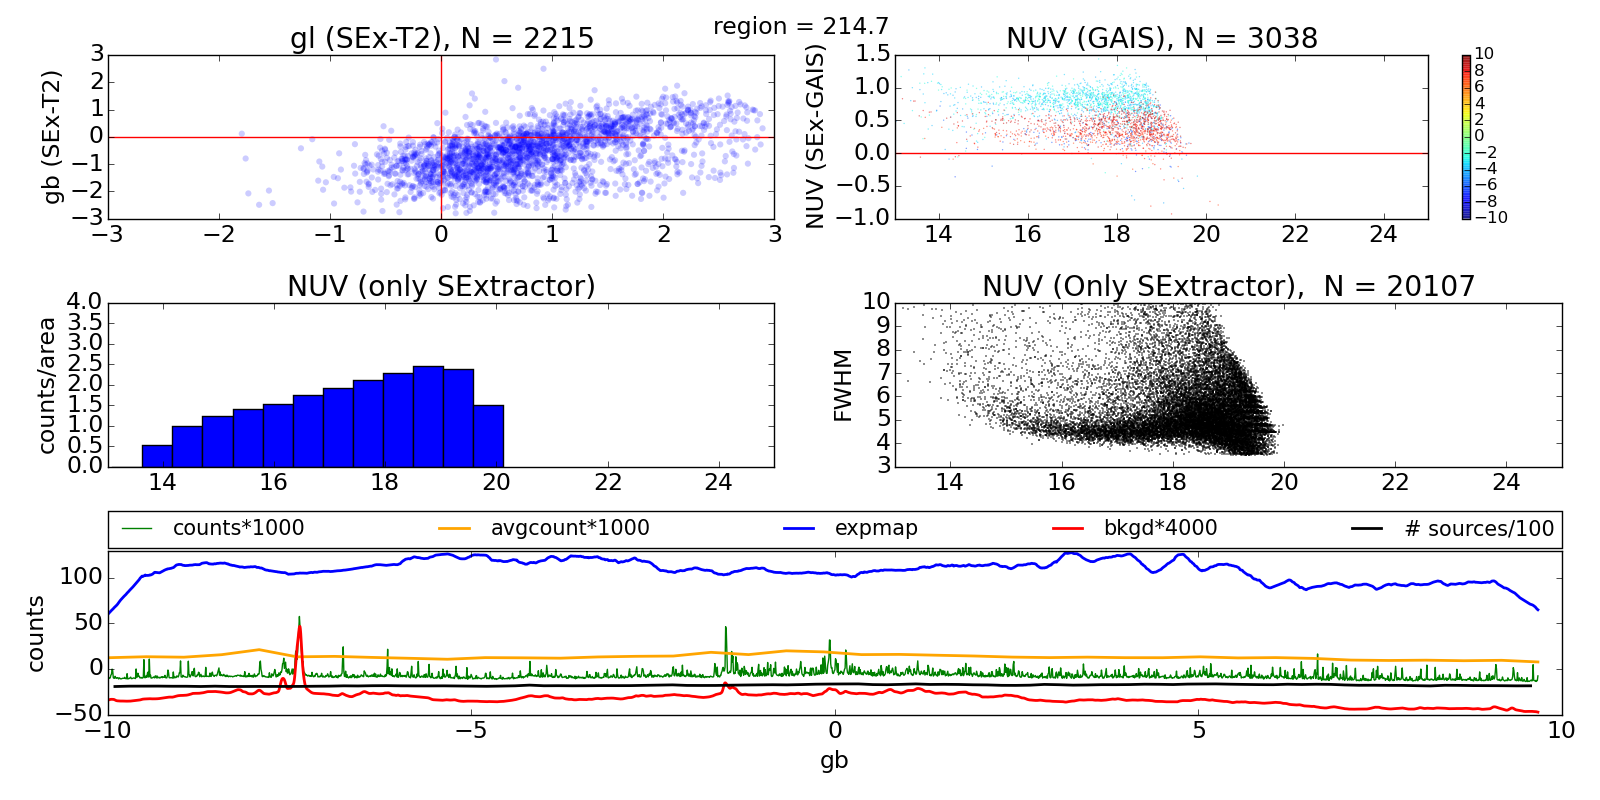 region = 214.7
gl (SEx-T2), N = 2215
NUV (GAIS), N = 3038
gb (SEx-T2)
3
2
1
0
−1
−2
−3
−3 −2 −1 0 1 2 3
NUV (SEx-GAIS)
1.5
1.0
0.5
0.0
−0.5
−1.0
14 16 18 20 22 24
10
8
6
4
2
0
−2
−4
−6
−8
−10
NUV (only SExtractor)
counts/area
4.0
3.5
3.0
2.5
2.0
1.5
1.0
0.5
0.0
14 16 18 20 22 24
NUV (Only SExtractor), N = 20107
FWHM
10
9
8
7
6
5
4
3
14 16 18 20 22 24
counts*1000 avgcount*1000 expmap bkgd*4000 # sources/100
counts
100
50
0
−50
−10 −5 0 5 10
gb